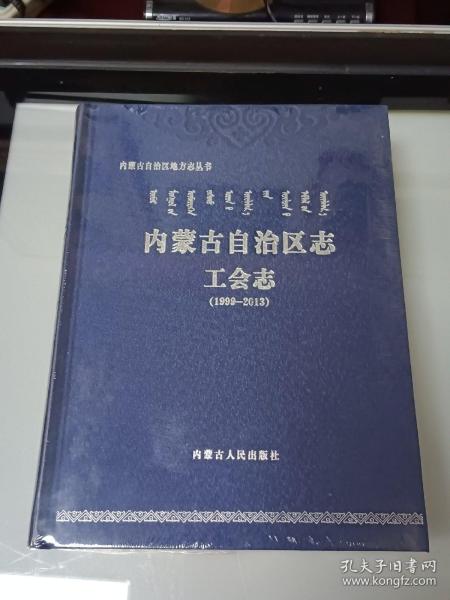 内蒙古自治区地方志丛书
内蒙古自治区志
工会志
(1999-2013)
内蒙古人民出版社
孔夫子旧书网
www.kongfz.com